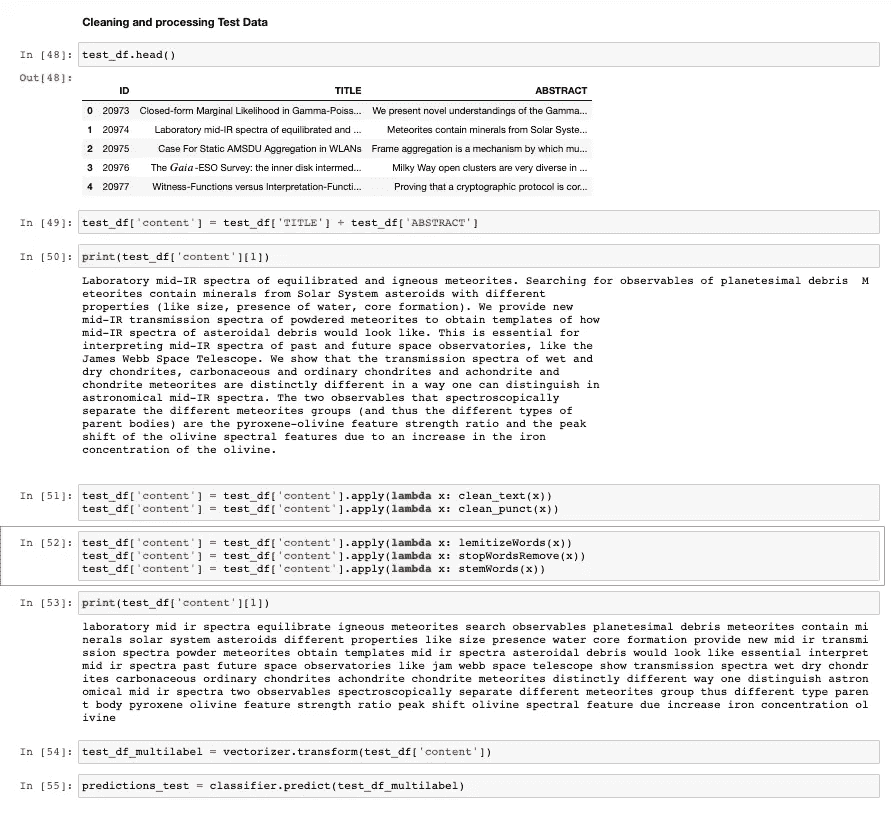 Cleaning and processing Test Data
In [48]: test_df.head()
Out[48]:
ID TITLE ABSTRACT
0 20973 Closed-form Marginal Likelihood in Gamma-Poiss... We present novel understandings of the Gamma...
1 20974 Laboratory mid-IR spectra of equilibrated and ... Meteorites contain minerals from Solar Syste...
2 20975 Case For Static AMSDU Aggregation in WLANs Frame aggregation is a mechanism by which mu...
3 20976 The Gaia-ESO Survey: the inner disk intermed... Milky Way open clusters are very diverse in ...
4 20977 Witness-Functions versus Interpretation-Functi... Proving that a cryptographic protocol is cor...
In [49]: test_df['content'] = test_df['TITLE'] + test_df['ABSTRACT']
In [50]: print(test_df['content'][1])
Laboratory mid-IR spectra of equilibrated and igneous meteorites. Searching for observables of planetesimal debris  M
eteorites contain minerals from Solar System asteroids with different
properties (like size, presence of water, core formation). We provide new
mid-IR transmission spectra of powdered meteorites to obtain templates of how
mid-IR spectra of asteroidal debris would look like. This is essential for
interpreting mid-IR spectra of past and future space observatories, like the
James Webb Space Telescope. We show that the transmission spectra of wet and
dry chondrites, carbonaceous and ordinary chondrites and achondrite and
chondrite meteorites are distinctly different in a way one can distinguish in
astronomical mid-IR spectra. The two observables that spectroscopically
separate the different meteorites groups (and thus the different types of
parent bodies) are the pyroxene-olivine feature strength ratio and the peak
shift of the olivine spectral features due to an increase in the iron
concentration of the olivine.
In [51]: test_df['content'] = test_df['content'].apply(lambda x: clean_text(x))
test_df['content'] = test_df['content'].apply(lambda x: clean_punct(x))
In [52]: test_df['content'] = test_df['content'].apply(lambda x: lemitizeWords(x))
test_df['content'] = test_df['content'].apply(lambda x: stopWordsRemove(x))
test_df['content'] = test_df['content'].apply(lambda x: stemWords(x))
In [53]: print(test_df['content'][1])
laboratory mid ir spectra equilibrate igneous meteorites search observables planetesimal debris meteorites contain mi
nerals solar system asteroids different properties like size presence water core formation provide new mid ir transmi
ssion spectra powder meteorites obtain templates mid ir spectra asteroidal debris would look like essential interpret
mid ir spectra past future space observatories like jam webb space telescope show transmission spectra wet dry chondr
ites carbonaceous ordinary chondrites achondrite chondrite meteorites distinctly different way one distinguish astron
omical mid ir spectra two observables spectroscopically separate different meteorites group thus different type paren
t body pyroxene olivine feature strength ratio peak shift olivine spectral feature due increase iron concentration ol
ivine
In [54]: test_df_multilabel = vectorizer.transform(test_df['content'])
In [55]: predictions_test = classifier.predict(test_df_multilabel)